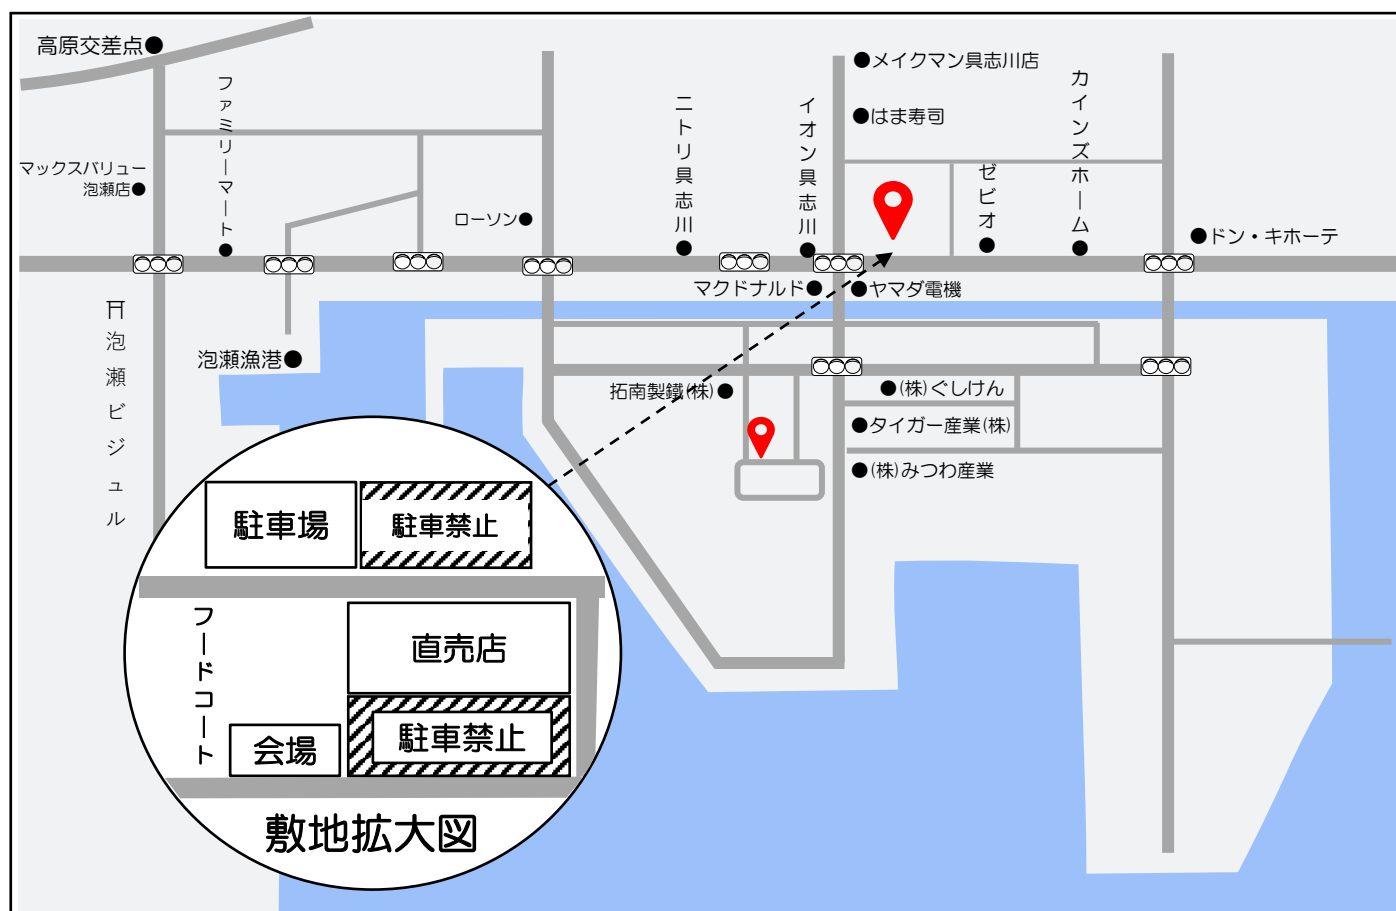 高原交差点
ファミリーマート
マックスバリュー
泡瀬店
ローソン
ニトリ具志川
イオン具志川
メイクマン具志川店
はま寿司
ゼビオ
カインズホーム
ドン・キホーテ
マクドナルド
ヤマダ電機
泡瀬ビジュル
泡瀬漁港
拓南製鐵(株)
(株)ぐしけん
タイガー産業(株)
(株)みつわ産業
駐車場
駐車禁止
フードコート
直売店
駐車禁止
会場
敷地拡大図